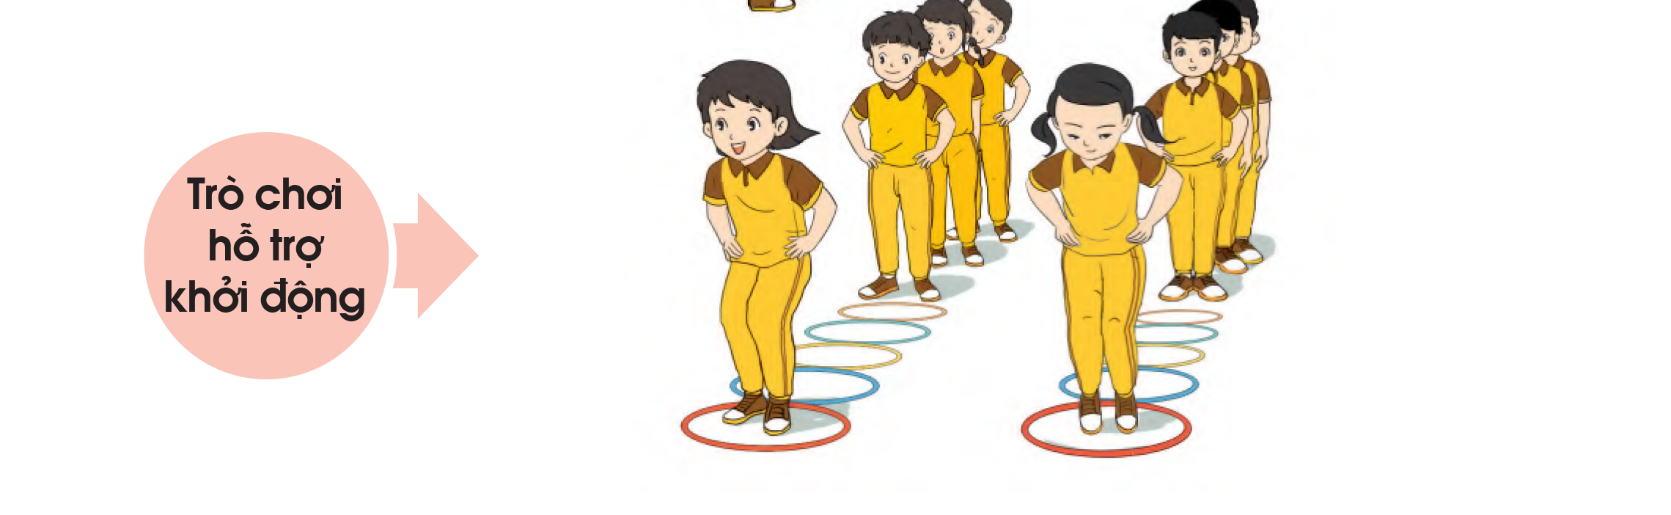 Trò chơi
hỗ trợ
khởi động